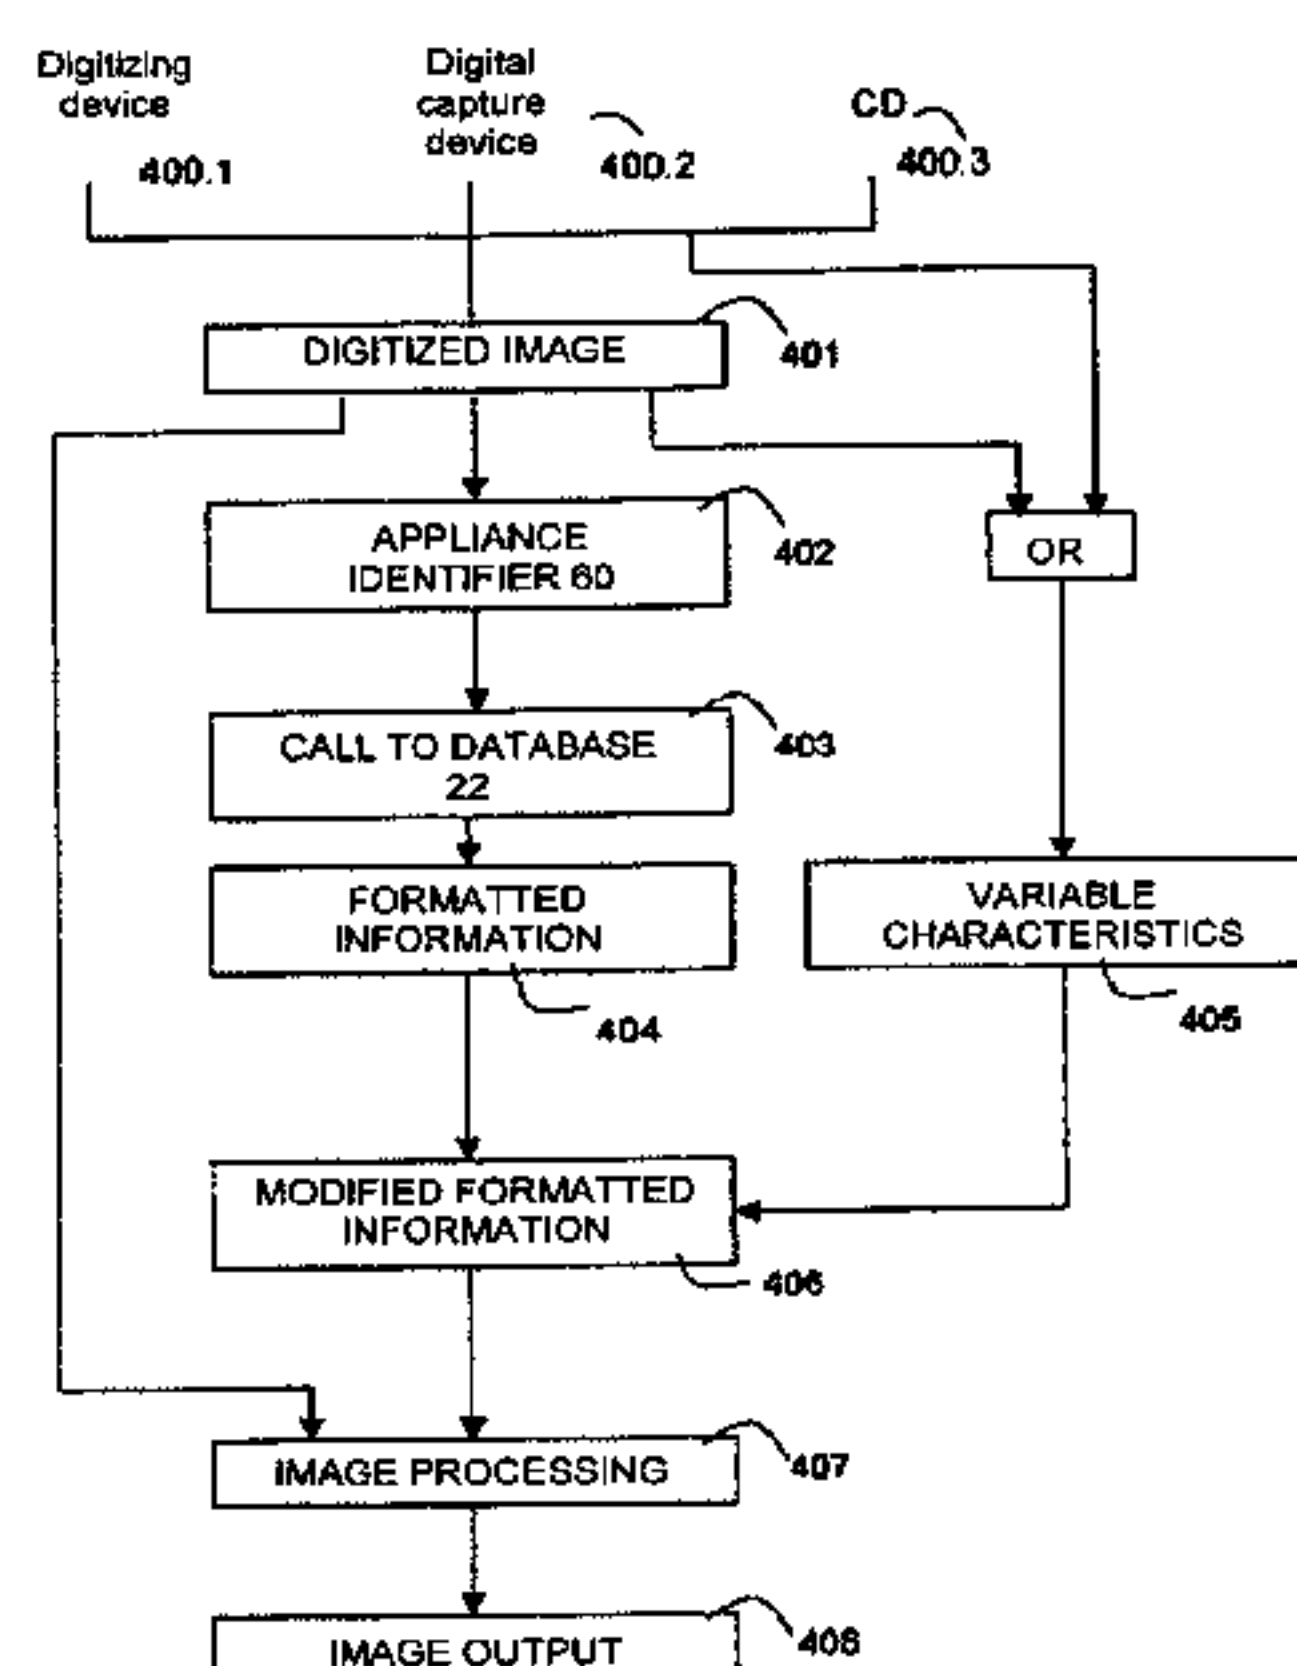 Digitizing
device
400.1
Digital
capture
device
400.2
CD
400.3
DIGITIZED IMAGE
401
APPLIANCE
IDENTIFIER 60
402
OR
CALL TO DATABASE
22
403
FORMATTED
INFORMATION
404
VARIABLE
CHARACTERISTICS
405
MODIFIED FORMATTED
INFORMATION
406
IMAGE PROCESSING
407
IMAGE OUTPUT
408